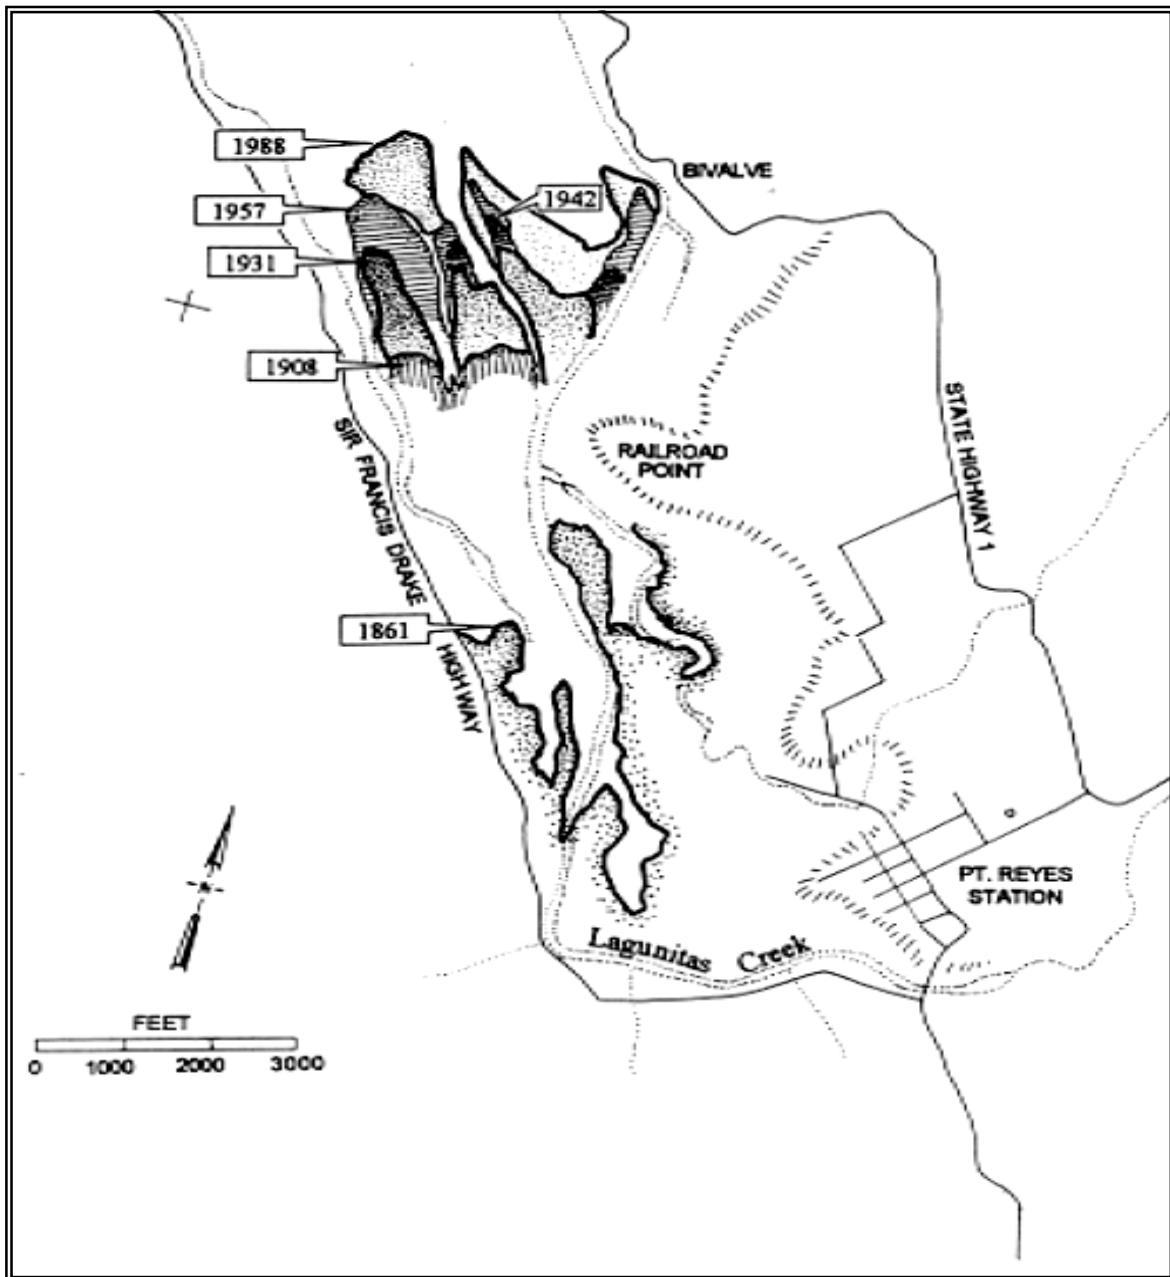 1988
BIVALVE
1957
1942
1931
1908
SIR FRANCIS DRAKE
HIGHWAY
RAILROAD
POINT
STATE HIGHWAY 1
1861
PT. REYES
STATION
Lagunitas Creek
FEET
0 1000 2000 3000